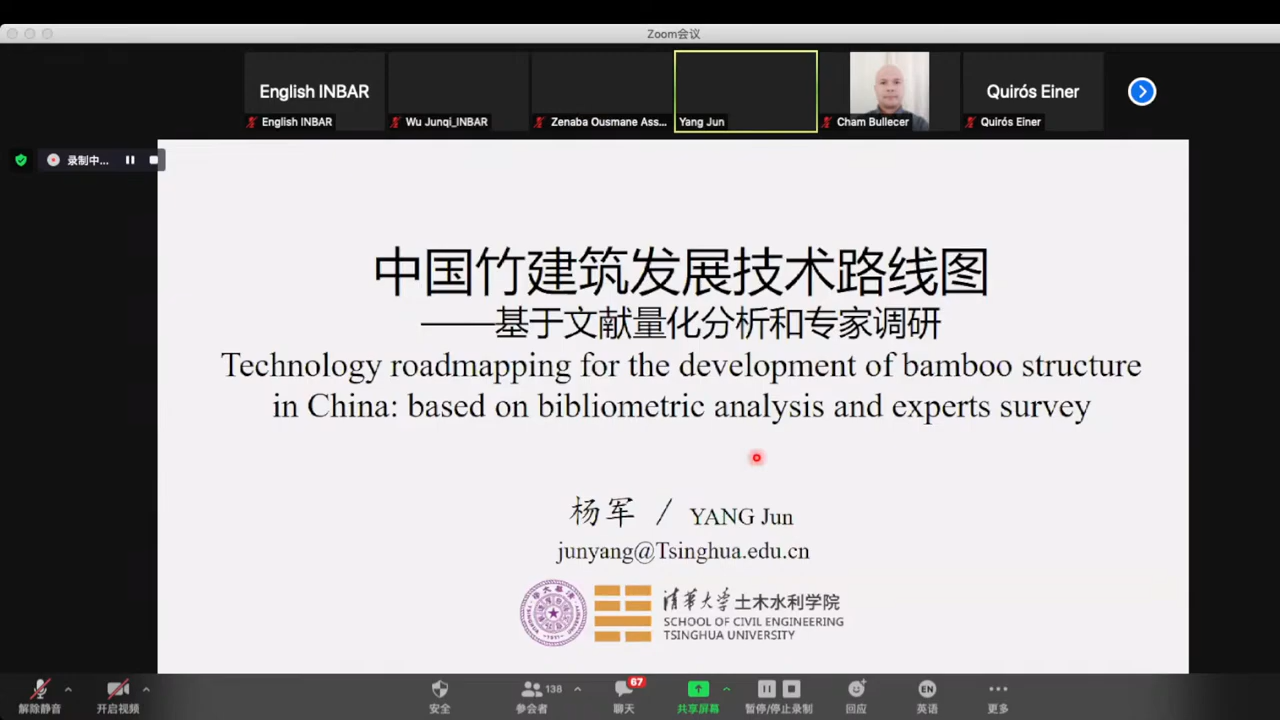 Zoom会议
English INBAR
Quirós Einer
English INBAR
Wu Junqi_INBAR
Zenaba Ousmane Ass...
Yang Jun
Cham Bullecer
Quirós Einer
录制中...
中国竹建筑发展技术路线图
——基于文献量化分析和专家调研
Technology roadmapping for the development of bamboo structure
in China: based on bibliometric analysis and experts survey
杨军 / YANG Jun
junyang@Tsinghua.edu.cn
清华大学土木水利学院
SCHOOL OF CIVIL ENGINEERING
TSINGHUA UNIVERSITY
138
67
EN
解除静音
开启视频
安全
参会者
聊天
共享屏幕
暂停/停止录制
回应
英语
更多